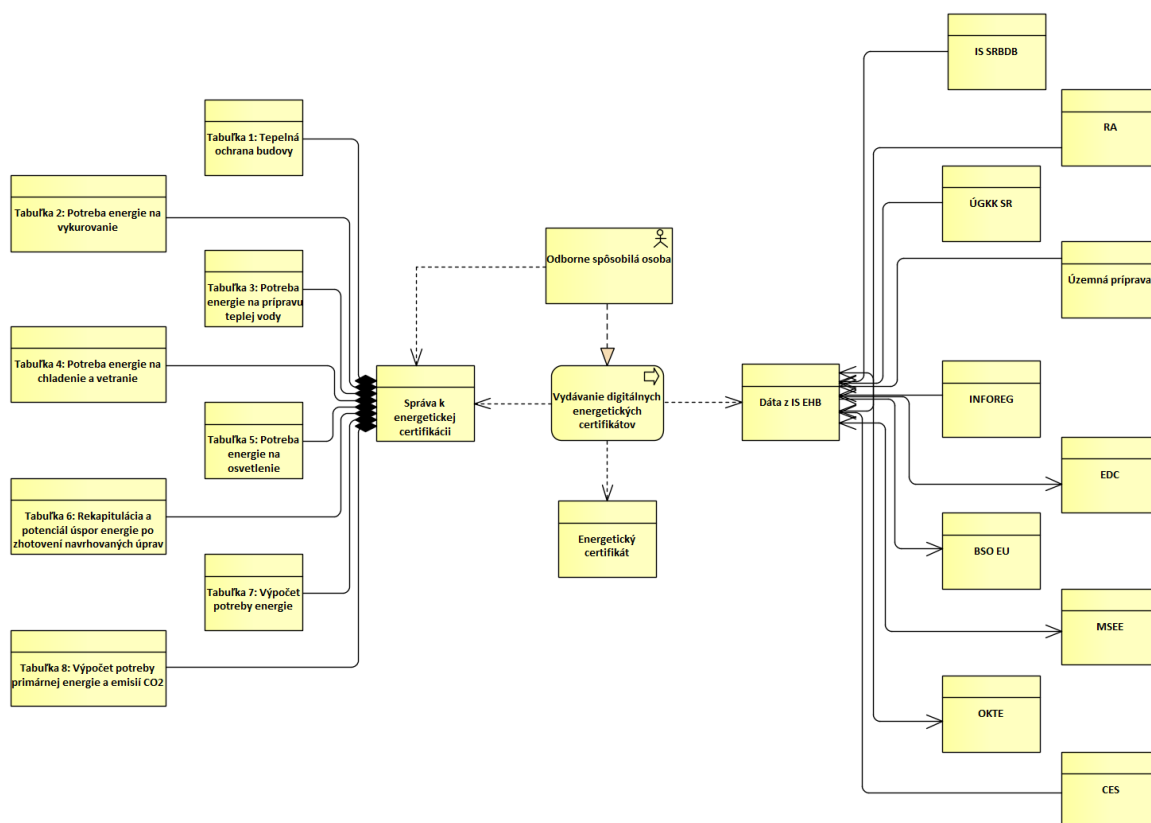 Tabuľka 1: Tepelná
ochrana budovy
Tabuľka 2: Potreba energie na
vykurovanie
Tabuľka 3: Potreba
energie na prípravu
teplej vody
Tabuľka 4: Potreba energie na
chladenie a vetranie
Tabuľka 5: Potreba
energie na
osvetlenie
Tabuľka 6: Rekapitulácia a
potenciál úspor energie po
zhotovení navrhovaných úprav
Tabuľka 7: Výpočet
potreby energie
Tabuľka 8: Výpočet potreby
primárnej energie a emisií CO2
Správa k
energetickej
certifikácii
Odborne spôsobilá osoba
Vydávanie digitálnych
energetických
certifikátov
Energetický
certifikát
Dáta z IS EHB
IS SRBDB
RA
ÚGKK SR
Územná príprava
INFOREG
EDC
BSO EU
MSEE
OKTE
CES